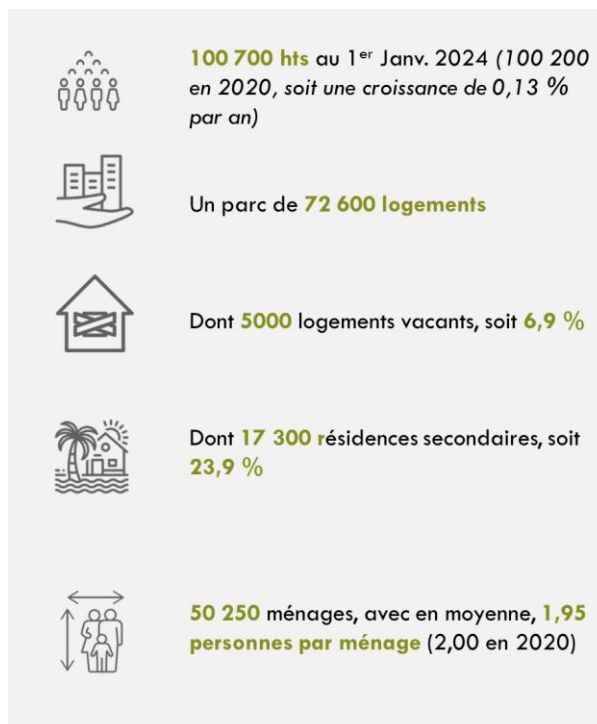 100 700 hts au 1er Janv. 2024 (100 200
en 2020, soit une croissance de 0,13 %
par an)
Un parc de 72 600 logements
Dont 5000 logements vacants, soit 6,9 %
Dont 17 300 résidences secondaires, soit
23,9 %
50 250 ménages, avec en moyenne, 1,95
personnes par ménage (2,00 en 2020)